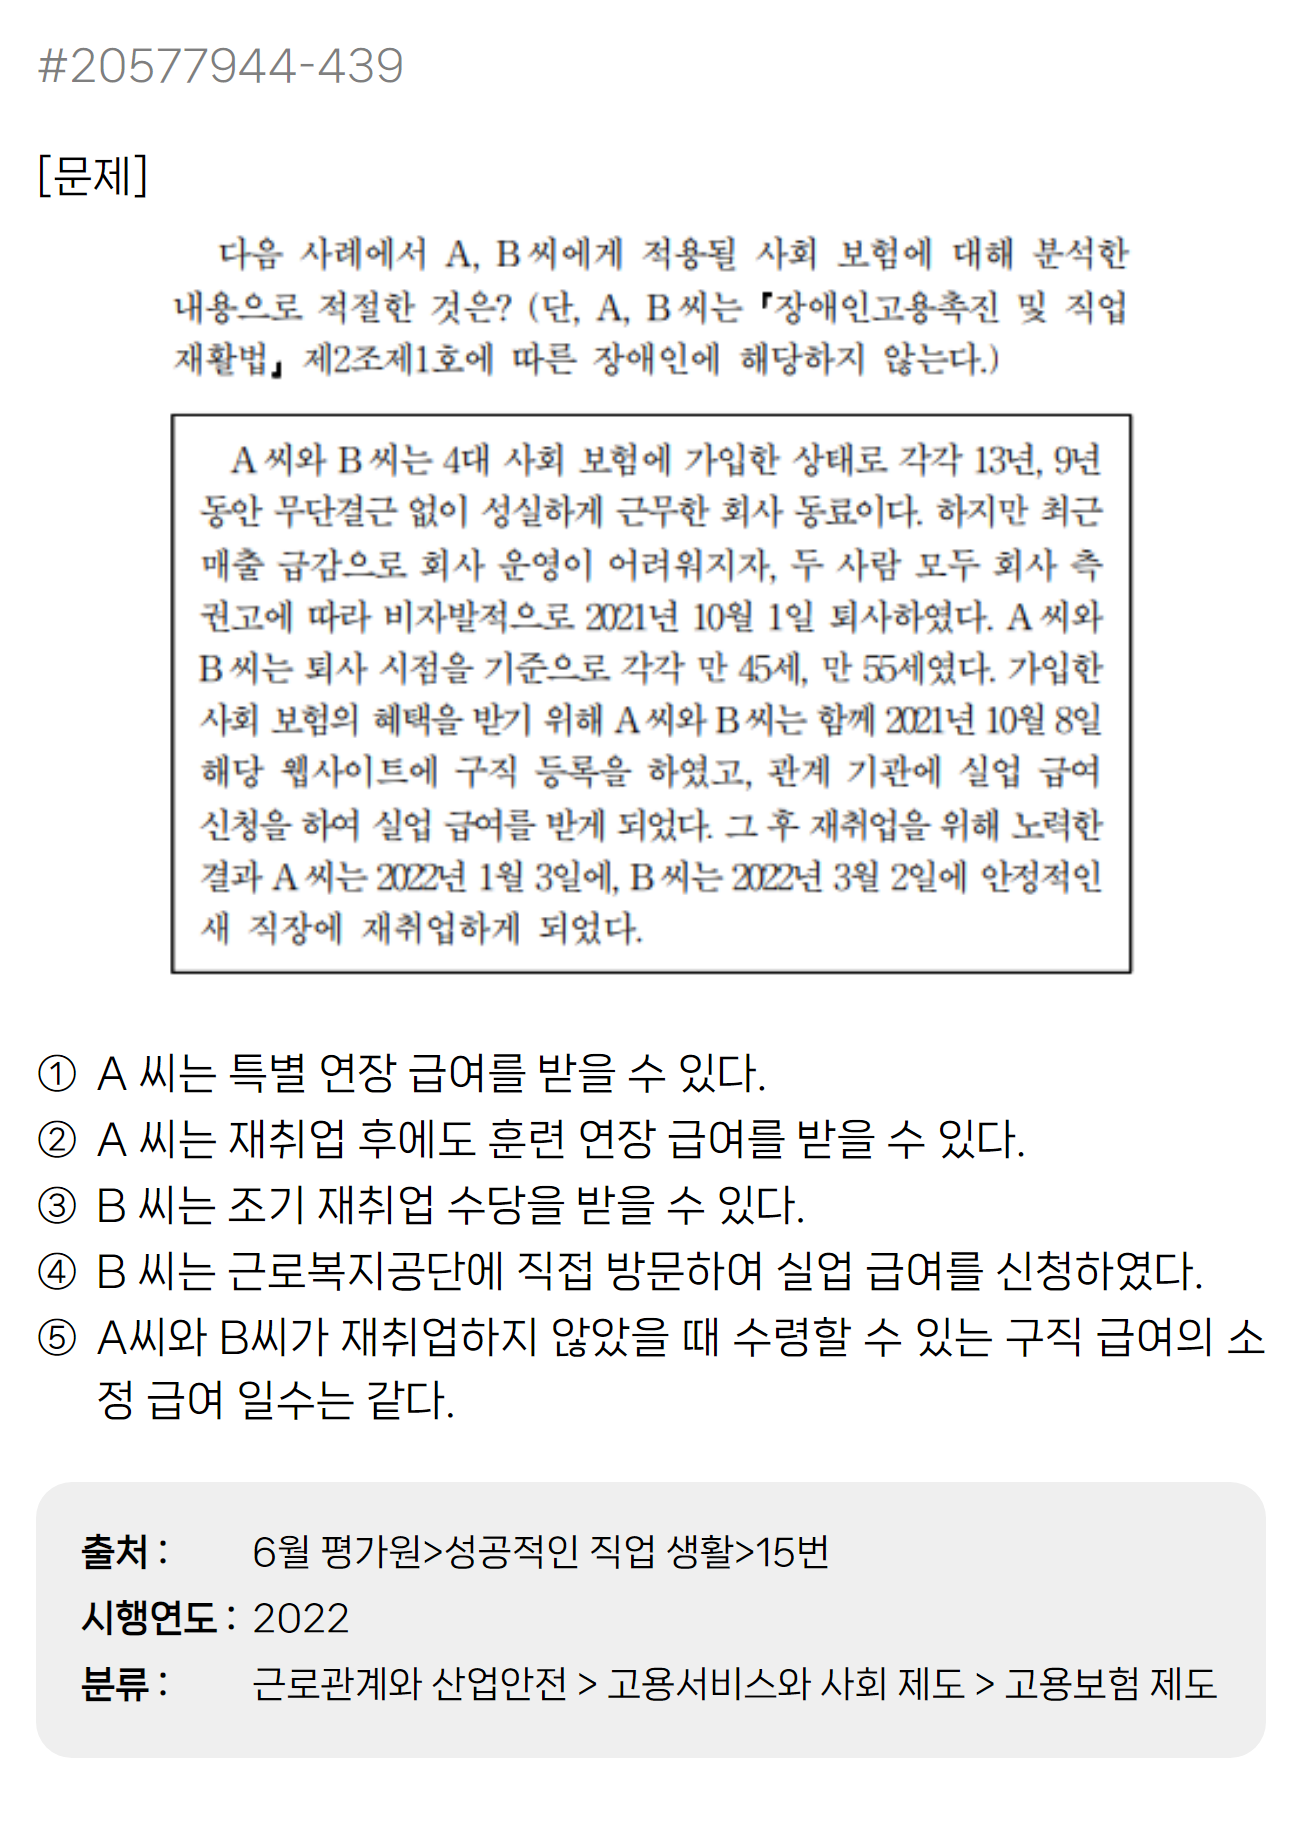 #20577944-439
[문제]
다음 사례에서 A, B씨에게 적용될 사회 보험에 대해 분석한
내용으로 적절한 것은? (단, A, B씨는 『장애인고용촉진 및 직업
재활법』 제2조제1호에 따른 장애인에 해당하지 않는다.)
A씨와 B씨는 4대 사회 보험에 가입한 상태로 각각 13년, 9년
동안 무단결근 없이 성실하게 근무한 회사 동료이다. 하지만 최근
매출 급감으로 회사 운영이 어려워지자, 두 사람 모두 회사 측
권고에 따라 비자발적으로 2021년 10월 1일 퇴사하였다. A씨와
B씨는 퇴사 시점을 기준으로 각각 만 45세, 만 55세였다. 가입한
사회 보험의 혜택을 받기 위해 A씨와 B씨는 함께 2021년 10월 8일
해당 웹사이트에 구직 등록을 하였고, 관계 기관에 실업 급여
신청을 하여 실업 급여를 받게 되었다. 그 후 재취업을 위해 노력한
결과 A씨는 2022년 1월 3일에, B씨는 2022년 3월 2일에 안정적인
새 직장에 재취업하게 되었다.
① A 씨는 특별 연장 급여를 받을 수 있다.
② A 씨는 재취업 후에도 훈련 연장 급여를 받을 수 있다.
③ B 씨는 조기 재취업 수당을 받을 수 있다.
④ B 씨는 근로복지공단에 직접 방문하여 실업 급여를 신청하였다.
⑤ A씨와 B씨가 재취업하지 않았을 때 수령할 수 있는 구직 급여의 소
정 급여 일수는 같다.
출처 : 6월 평가원>성공적인 직업 생활>15번
시행연도 : 2022
분류 : 근로관계와 산업안전 > 고용서비스와 사회 제도 > 고용보험 제도